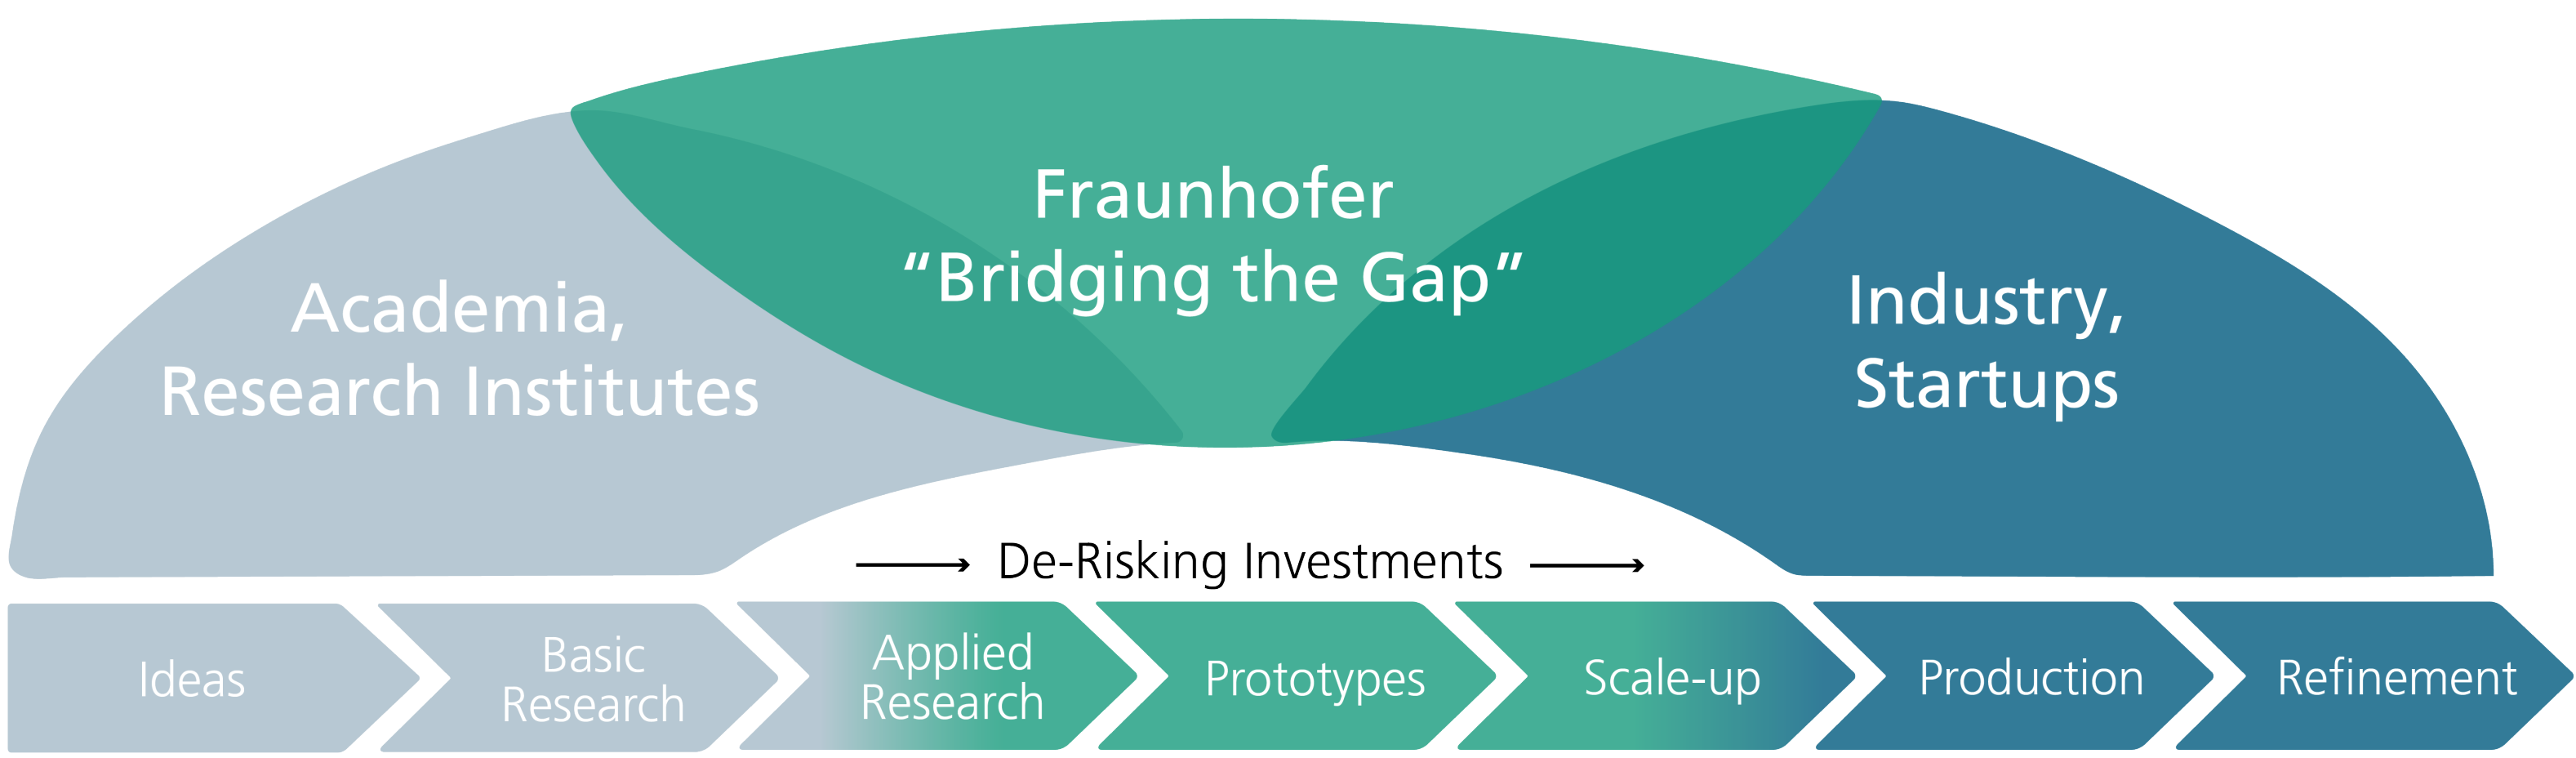 Fraunhofer
“Bridging the Gap”
Academia,
Research Institutes
Industry,
Startups
De-Risking Investments
Ideas
Basic
Research
Applied
Research
Prototypes
Scale-up
Production
Refinement